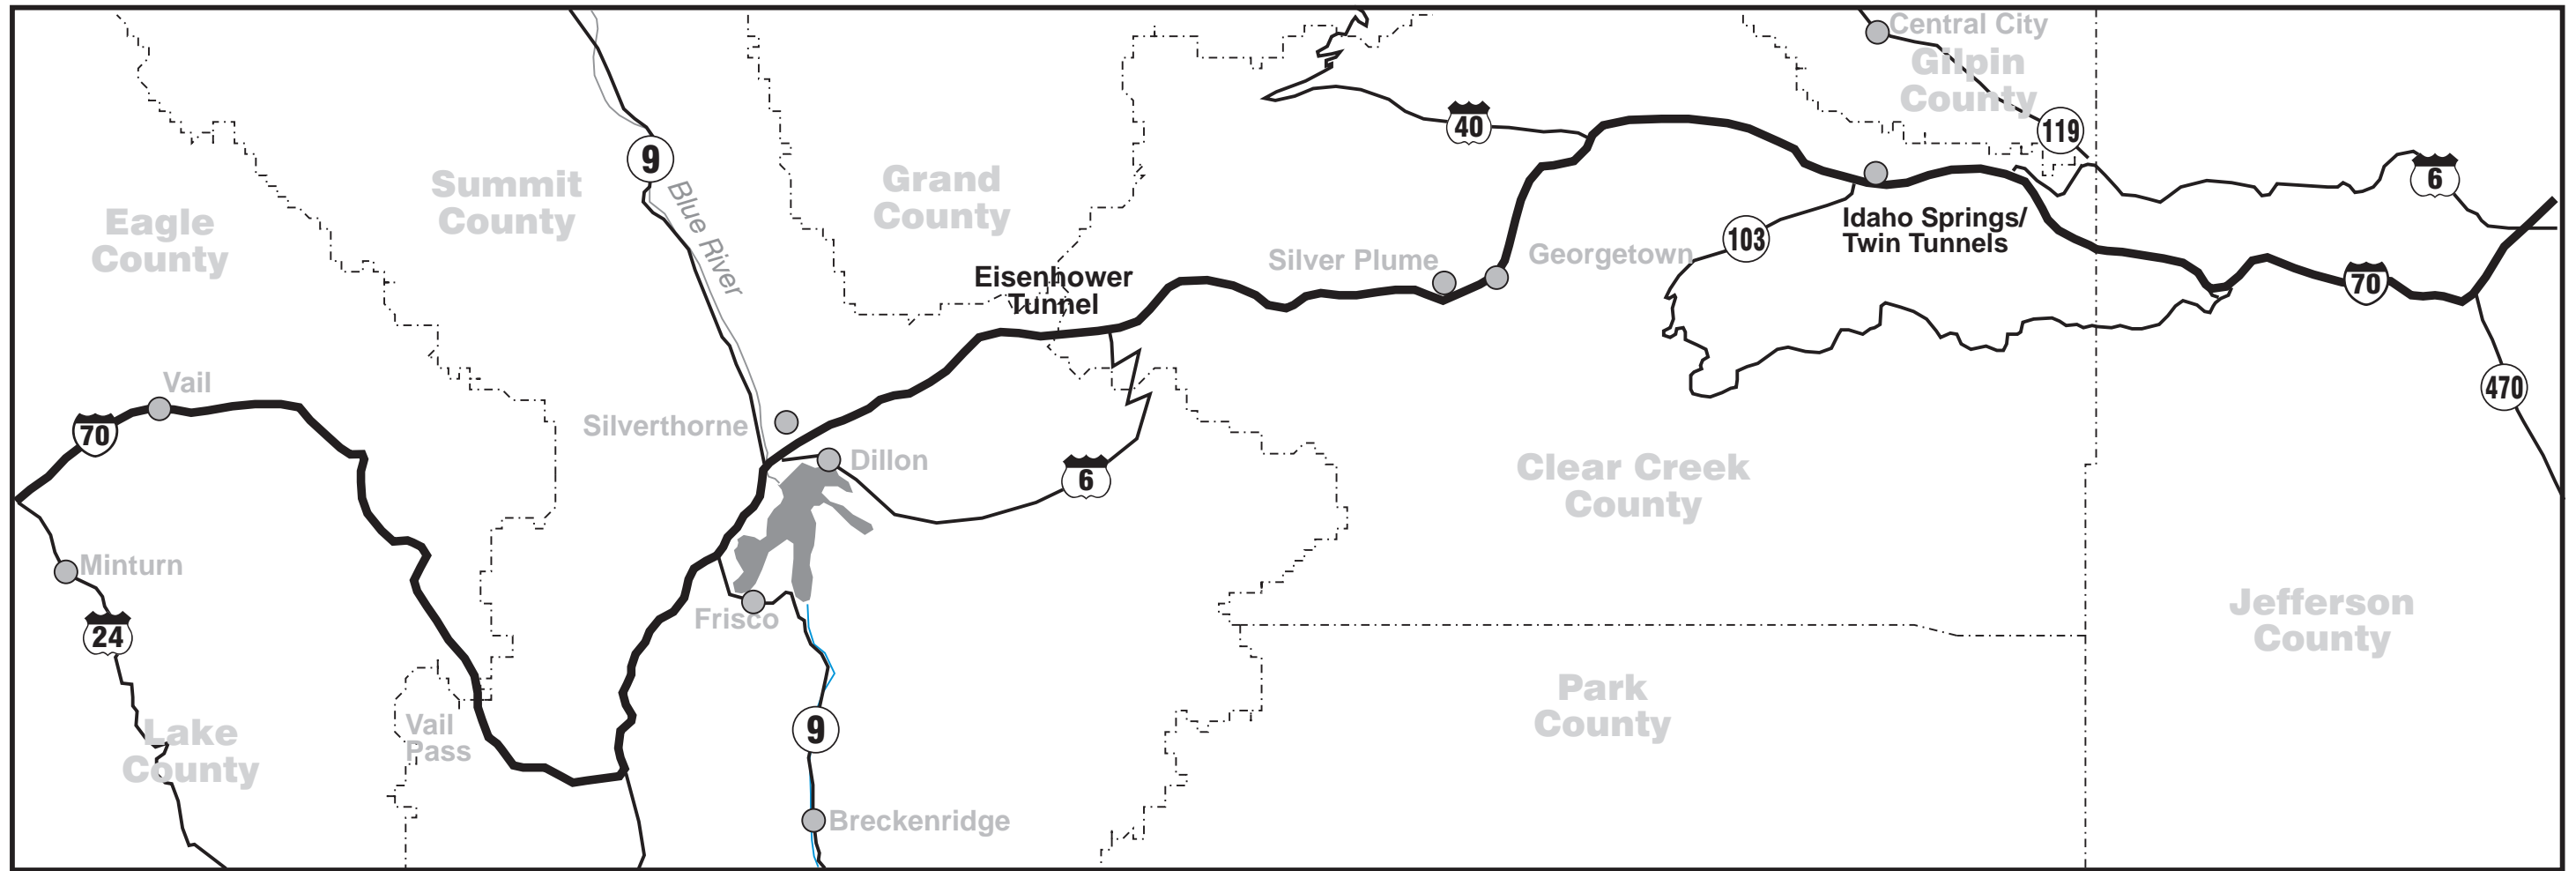 Central City
Gilpin
County
119
40
9
6
Summit
County
Grand
County
Blue River
Eagle
County
Idaho Springs/
Twin Tunnels
103
Silver Plume
Georgetown
Eisenhower
Tunnel
70
Vail
470
70
Silverthorne
Dillon
6
Clear Creek
County
Minturn
Frisco
24
Jefferson
County
Park
County
Lake
County
Vail
Pass
9
Breckenridge